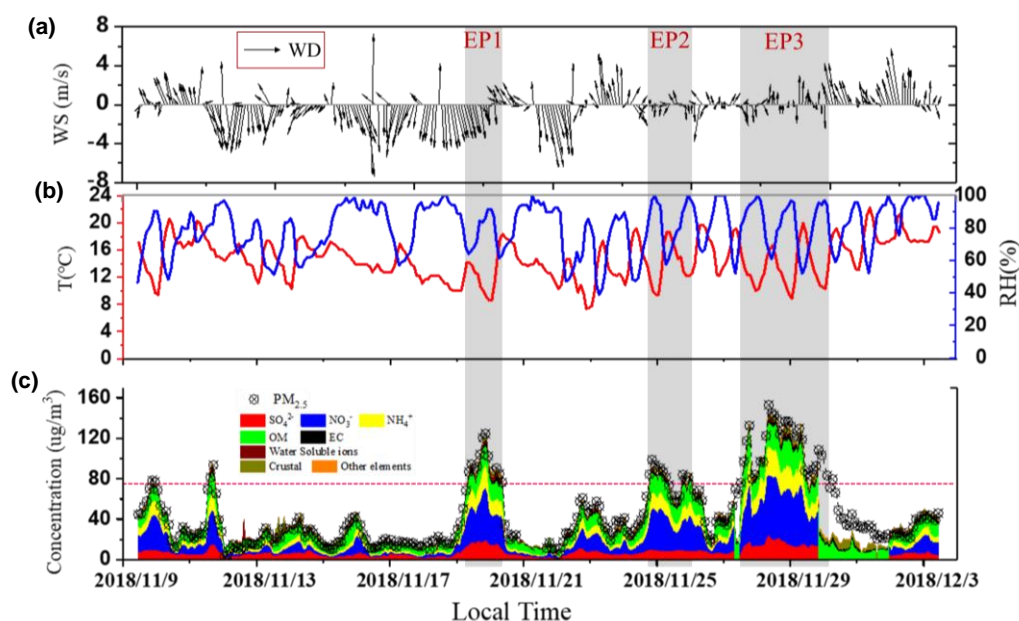 (a)
WS (m/s)
8
4
0
-4
-8
WD
EP1
EP2
EP3
(b)
T(°C)
24
20
16
12
8
4
0
100
80
60
40
20
0
RH(%)
(c)
Concentration (ug/m³)
160
120
80
40
0
PM₂.₅
SO₄²⁻ NO₃⁻ NH₄⁺
OM EC
Water Soluble ions
Crustal Other elements
2018/11/9 2018/11/13 2018/11/17 2018/11/21 2018/11/25 2018/11/29 2018/12/3
Local Time